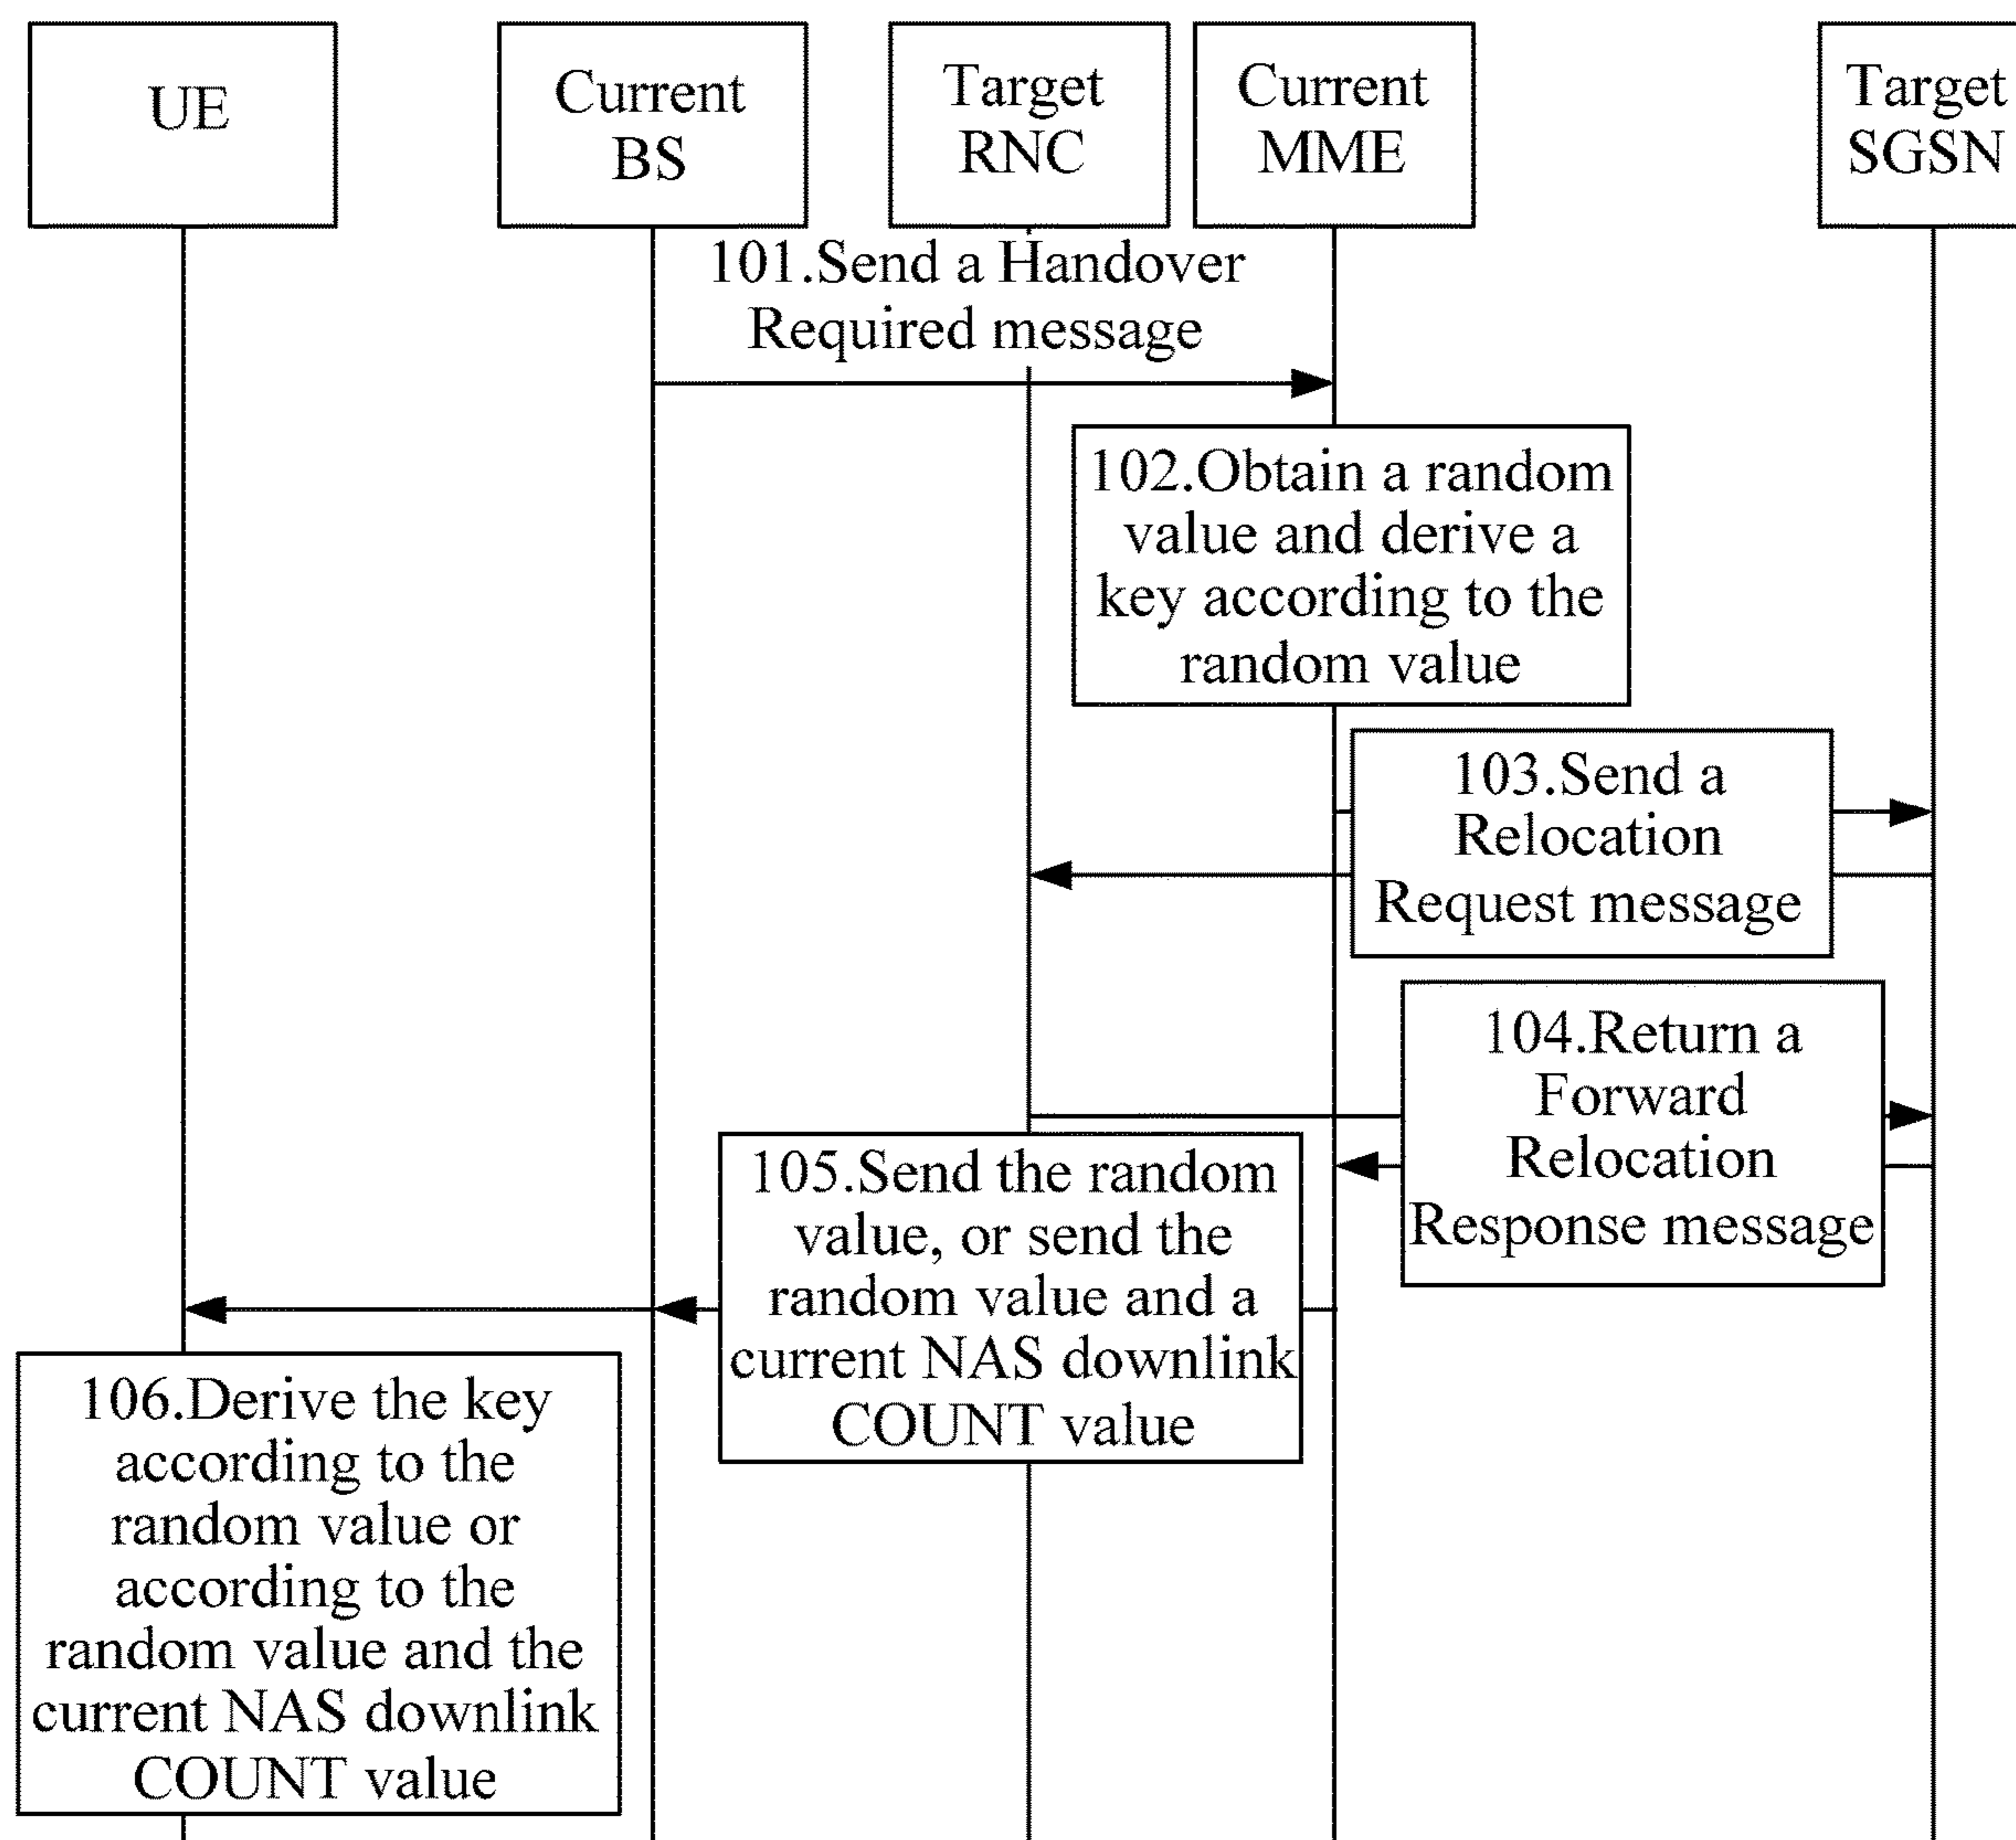 UE
Current
BS
Target
RNC
Current
MME
Target
SGSN
101.Send a Handover
Required message
102.Obtain a random
value and derive a
key according to the
random value
103.Send a
Relocation
Request message
104.Return a
Forward
Relocation
Response message
105.Send the random
value, or send the
random value and a
current NAS downlink
COUNT value
106.Derive the key
according to the
random value or
according to the
random value and the
current NAS downlink
COUNT value